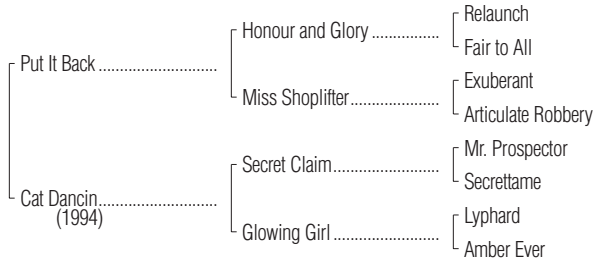 Relaunch
Honour and Glory ..................
Fair to All
Put It Back ................................
Exuberant
Miss Shoplifter........................
Articulate Robbery
Mr. Prospector
Secret Claim............................
Secrettame
Cat Dancin................................
(1994)
Lyphard
Glowing Girl ............................
Amber Ever